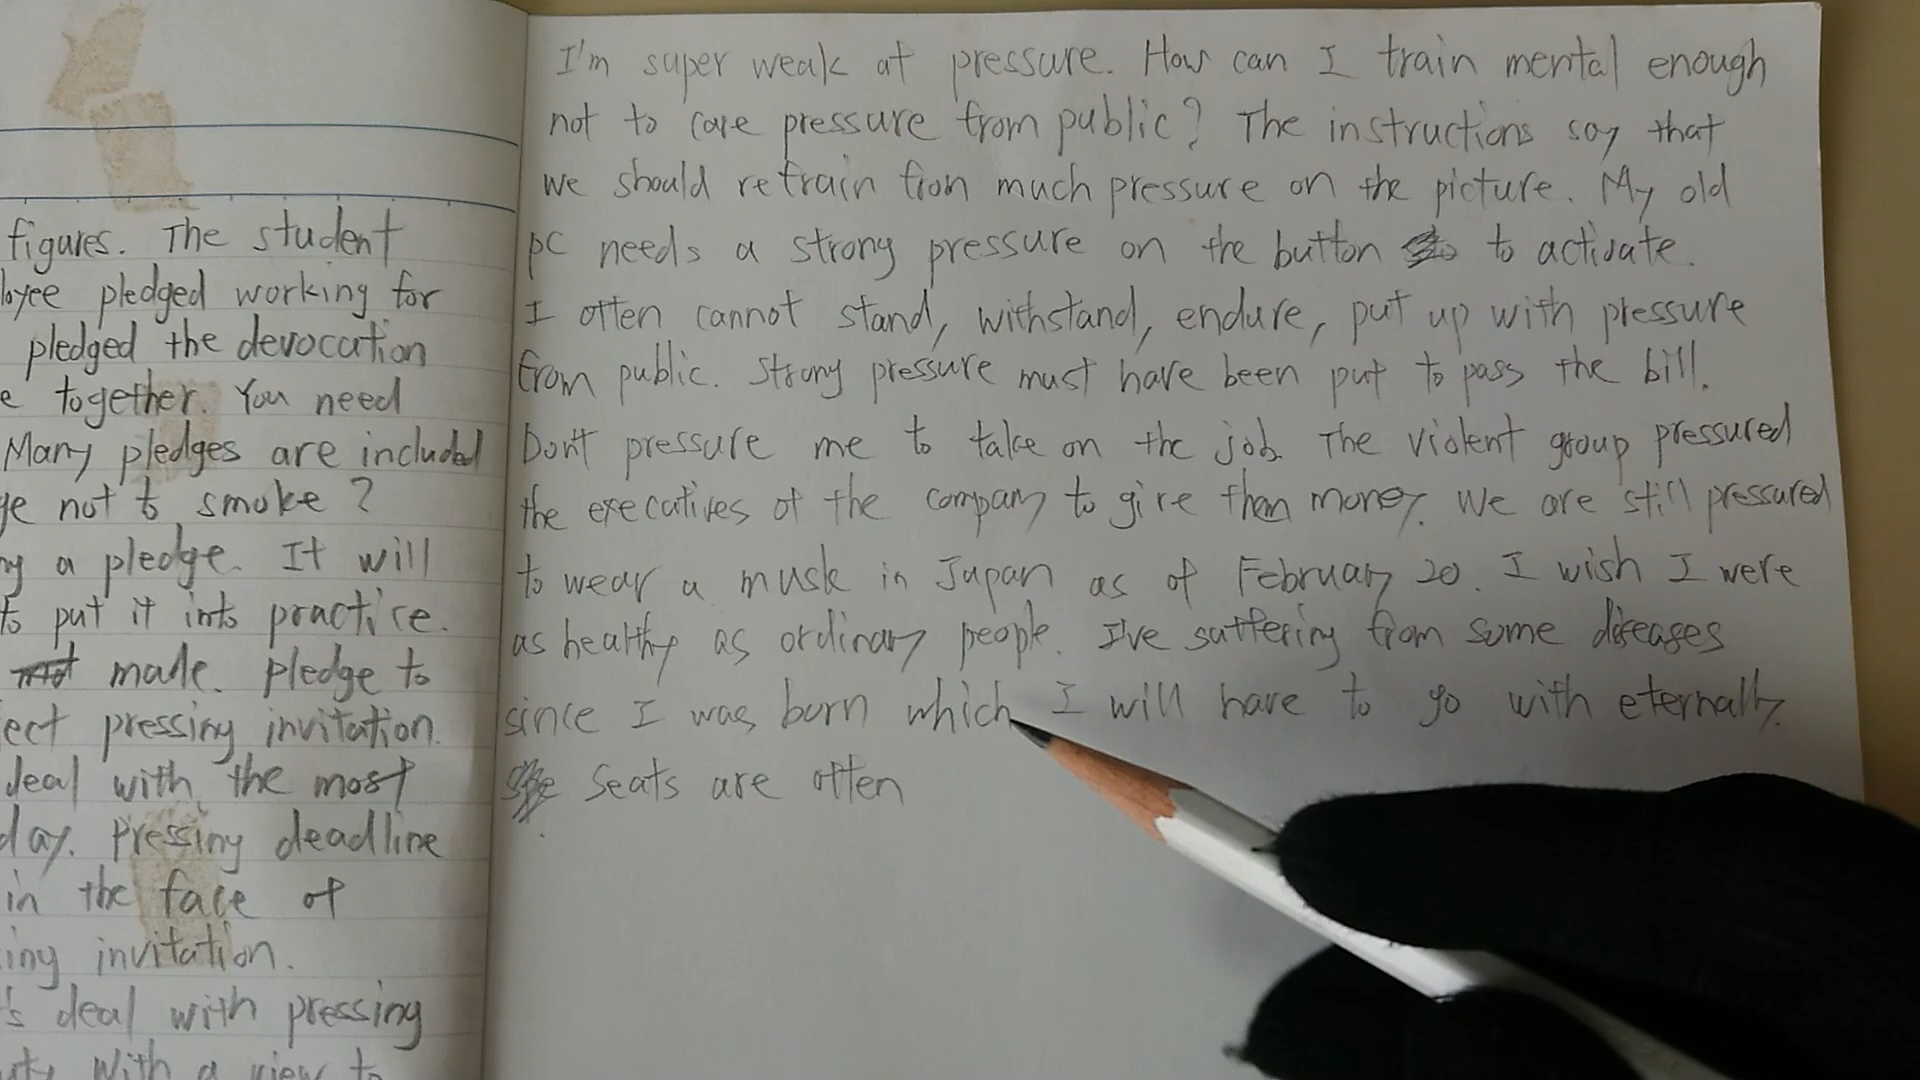 figures. The student
loyee pledged working for
pledged the devocation
e together. You need
Many pledges are included
ge not to smoke?
ng a pledge. It will
to put it into practice.
made. pledge to
ect pressing invitation.
deal with the most
day. Pressing deadline
in the face of
ing invitation.
's deal with pressing
with a view to
I'm super weak at pressure. How can I train mental enough
not to care pressure from public? The instructions say that
we should refrain from much pressure on the picture. My old
pc needs a strong pressure on the button to activate.
I often cannot stand, withstand, endure, put up with pressure
from public. Strong pressure must have been put to pass the bill.
Don't pressure me to take on the job. The violent group pressured
the executives of the company to give them money. We are still pressured
to wear a musk in Japan as of February 20. I wish I were
as healthy as ordinary people. I've suffering from some diseases
since I was born which I will have to go with eternally.
Seats are often